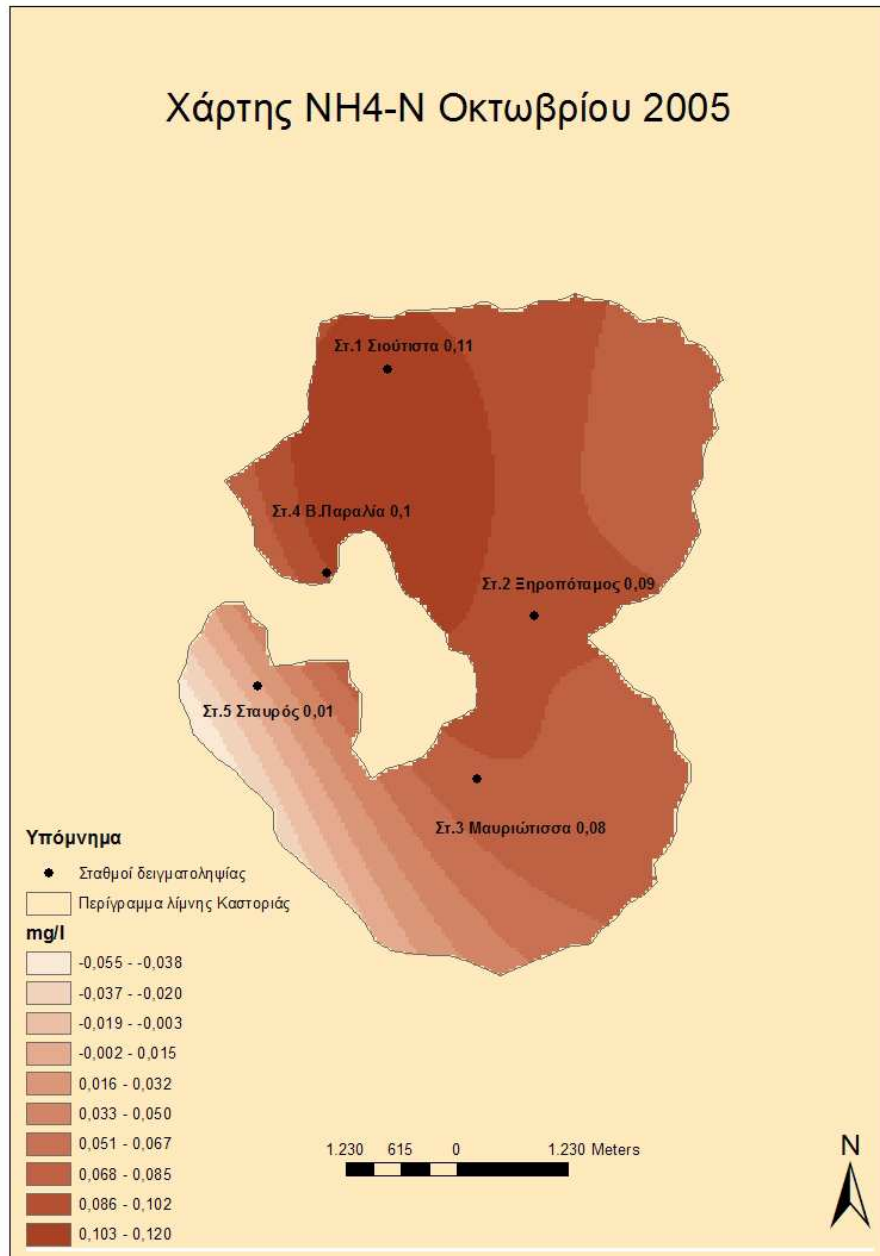 Χάρτης NH4-N Οκτωβρίου 2005
Στ.1 Σιούτιστα 0,11
Στ.4 Β.Παραλία 0,1
Στ.2 Ξηροπόταμος 0,09
Στ.5 Σταυρός 0,01
Στ.3 Μαυριώτισσα 0,08
Υπόμνημα
Σταθμοί δειγματοληψίας
Περίγραμμα λίμνης Καστοριάς
mg/l
-0,055 - -0,038
-0,037 - -0,020
-0,019 - -0,003
-0,002 - 0,015
0,016 - 0,032
0,033 - 0,050
0,051 - 0,067
0,068 - 0,085
0,086 - 0,102
0,103 - 0,120
1.230 615 0 1.230 Meters
N